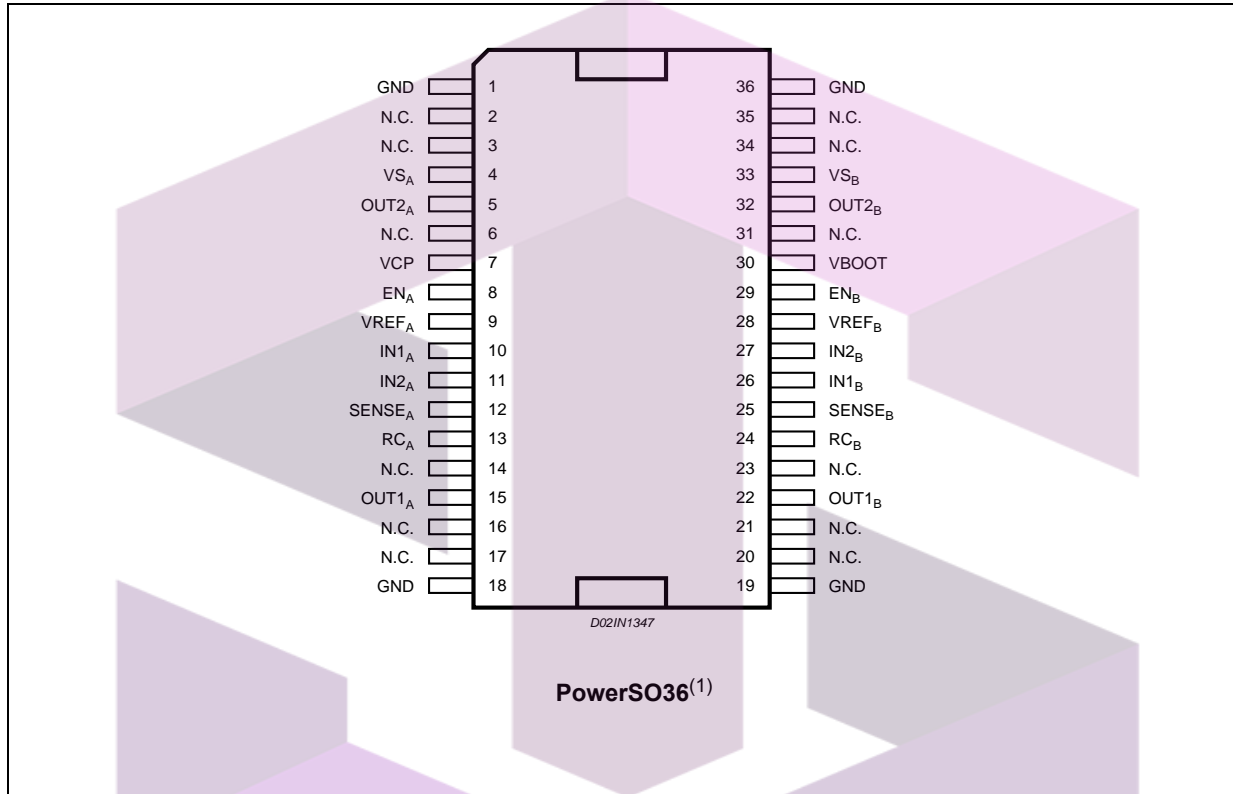 GND 1 36 GND
N.C. 2 35 N.C.
N.C. 3 34 N.C.
VSA 4 33 VSB
OUT2A 5 32 OUT2B
N.C. 6 31 N.C.
VCP 7 30 VBOOT
ENA 8 29 ENB
VREFA 9 28 VREFB
IN1A 10 27 IN2B
IN2A 11 26 IN1B
SENSEA 12 25 SENSEB
RCA 13 24 RCB
N.C. 14 23 N.C.
OUT1A 15 22 OUT1B
N.C. 16 21 N.C.
N.C. 17 20 N.C.
GND 18 19 GND
D02IN1347
PowerSO36(1)